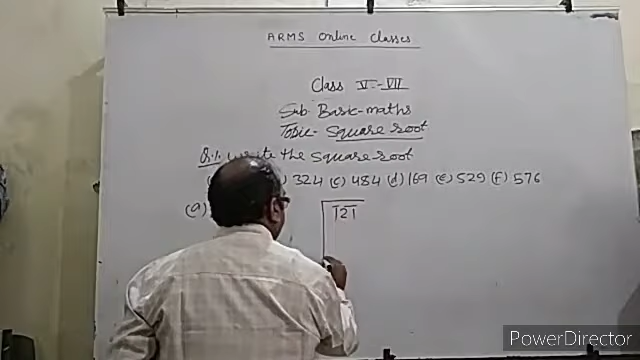 ARMS Online Classes
Class V-VII
Sub. Basic-maths
Topic- Square root
Q.1. Write the square root
324 (c) 484 (d) 169 (e) 529 (f) 576
(a)
121
PowerDirector